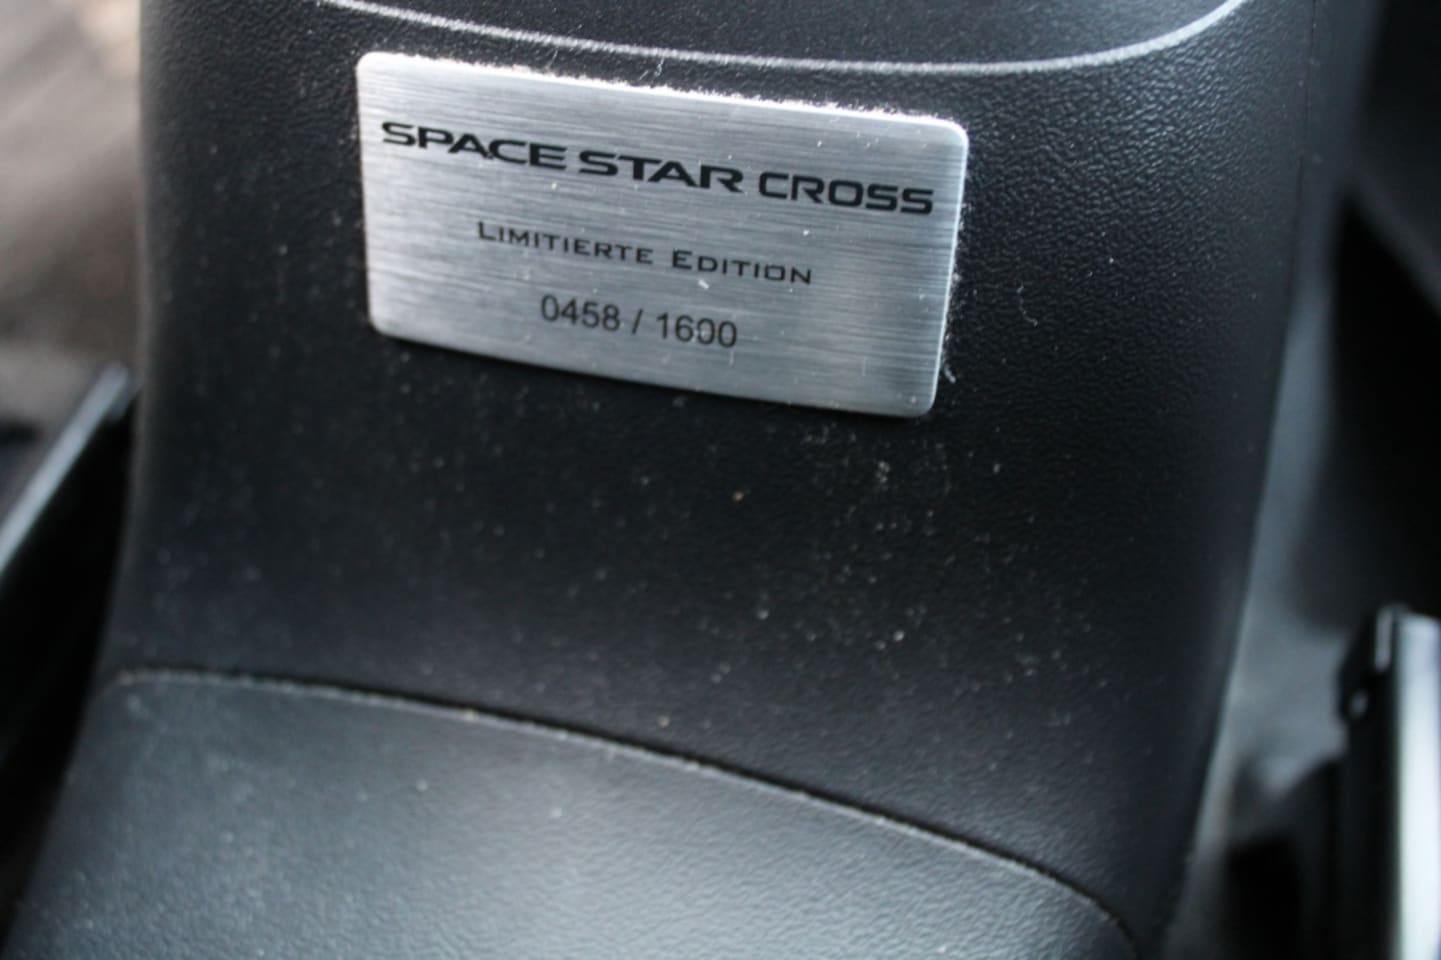 SPACE STAR CROSS
LIMITIERTE EDITION
0458 / 1600